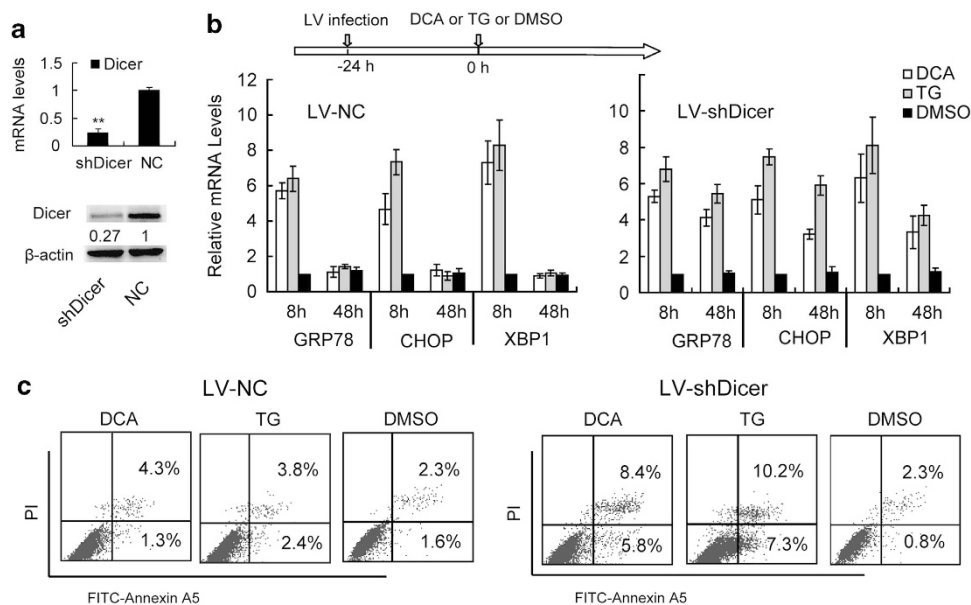 a
Dicer
mRNA levels
1.5
1
0.5
0
**
shDicer NC
Dicer
0.27 1
β-actin
shDicer NC
b
LV infection DCA or TG or DMSO
-24 h 0 h
LV-NC
Relative mRNA Levels
12
10
8
6
4
2
0
8h 48h 8h 48h 8h 48h
GRP78 CHOP XBP1
LV-shDicer
DCA
TG
DMSO
10
8
6
4
2
0
8h 48h 8h 48h 8h 48h
GRP78 CHOP XBP1
c
LV-NC
DCA TG DMSO
4.3% 3.8% 2.3%
1.3% 2.4% 1.6%
PI
FITC-Annexin A5
LV-shDicer
DCA TG DMSO
8.4% 10.2% 2.3%
5.8% 7.3% 0.8%
PI
FITC-Annexin A5